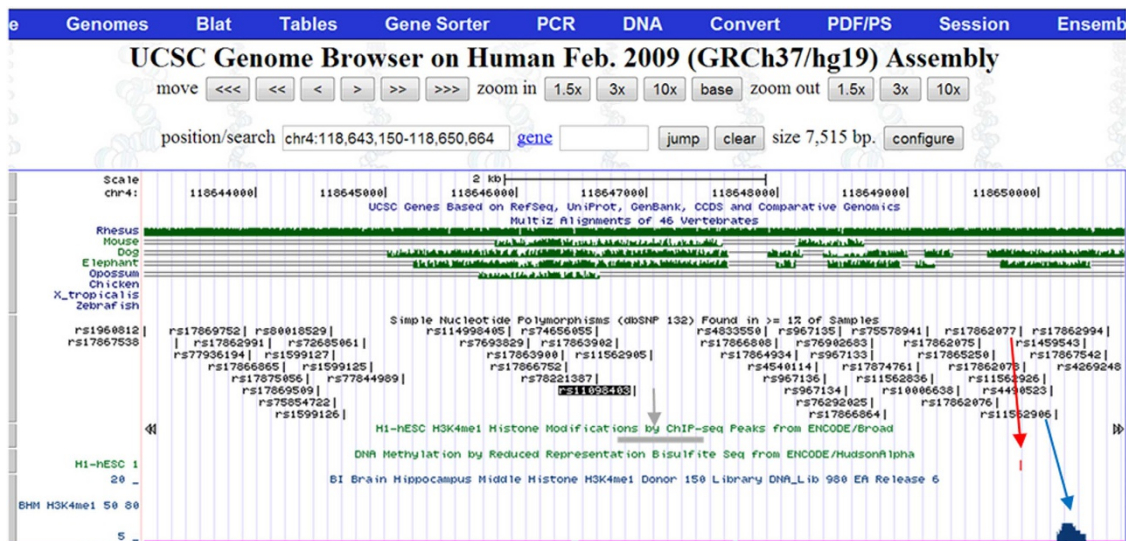 e Genomes Blat Tables Gene Sorter PCR DNA Convert PDF/PS Session Ensemb
UCSC Genome Browser on Human Feb. 2009 (GRCh37/hg19) Assembly
move <<< << < > >> >>> zoom in 1.5x 3x 10x base zoom out 1.5x 3x 10x
position/search chr4:118,643,150-118,650,664 gene jump clear size 7,515 bp. configure
Scale 2 kb
chr4: 118644000| 118645000| 118646000| 118647000| 118648000| 118649000| 118650000|
UCSC Genes Based on RefSeq, UniProt, GenBank, CCDS and Comparative Genomics
Multiz Alignments of 46 Vertebrates
Rhesus
Mouse
Dog
Elephant
Opossum
Chicken
X_tropicalis
Zebrafish
Simple Nucleotide Polymorphisms (dbSNP 132) Found in >= 1% of Samples
rs1960812| rs17869752| rs80018529| rs114998405| rs74656055| rs4833550| rs967135| rs75578941| rs17862077| rs17862994|
rs17867538 | rs17862991| rs72685061| rs7693829| rs17863902| rs17866808| rs76902683| rs17862075| rs1459543|
rs77936194| rs1599127| rs17863900| rs11562905| rs17864934| rs967133| rs17865250| rs17867542|
rs17866865| rs1599125| rs17866752| rs4540114| rs17874761| rs17862078| rs4269248
rs17875056| rs77844989| rs78221387| rs967136| rs11562836| rs11562926|
rs17869509| rs11098403| rs967137| rs10006638| rs4490523|
rs75854722| rs76292025| rs17862076|
rs1599126| rs17866864| rs11562906|
H1-hESC H3K4me1 Histone Modifications by ChIP-seq Peaks from ENCODE/Broad
DNA Methylation by Reduced Representation Bisulfite Seq from ENCODE/HudsonAlpha
H1-hESC 1
20 _ BI Brain Hippocampus Middle Histone H3K4me1 Donor 150 Library DNA_Lib 980 EA Release 6
BHM H3K4me1 50 80
5 _